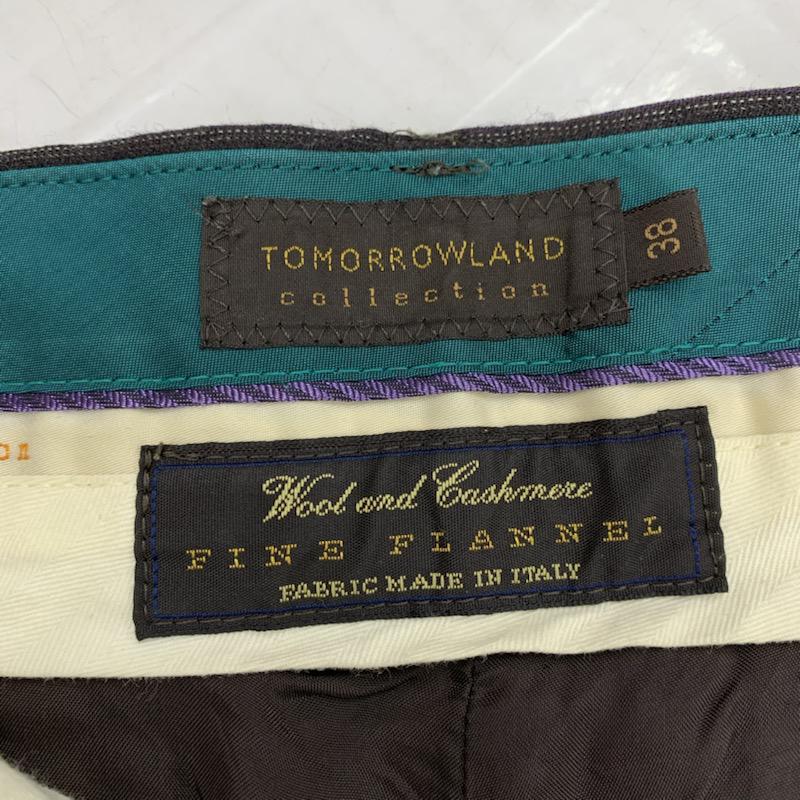 TOMORROWLAND
collection
38
Wool and Cashmere
FINE FLANNEL
FABRIC MADE IN ITALY